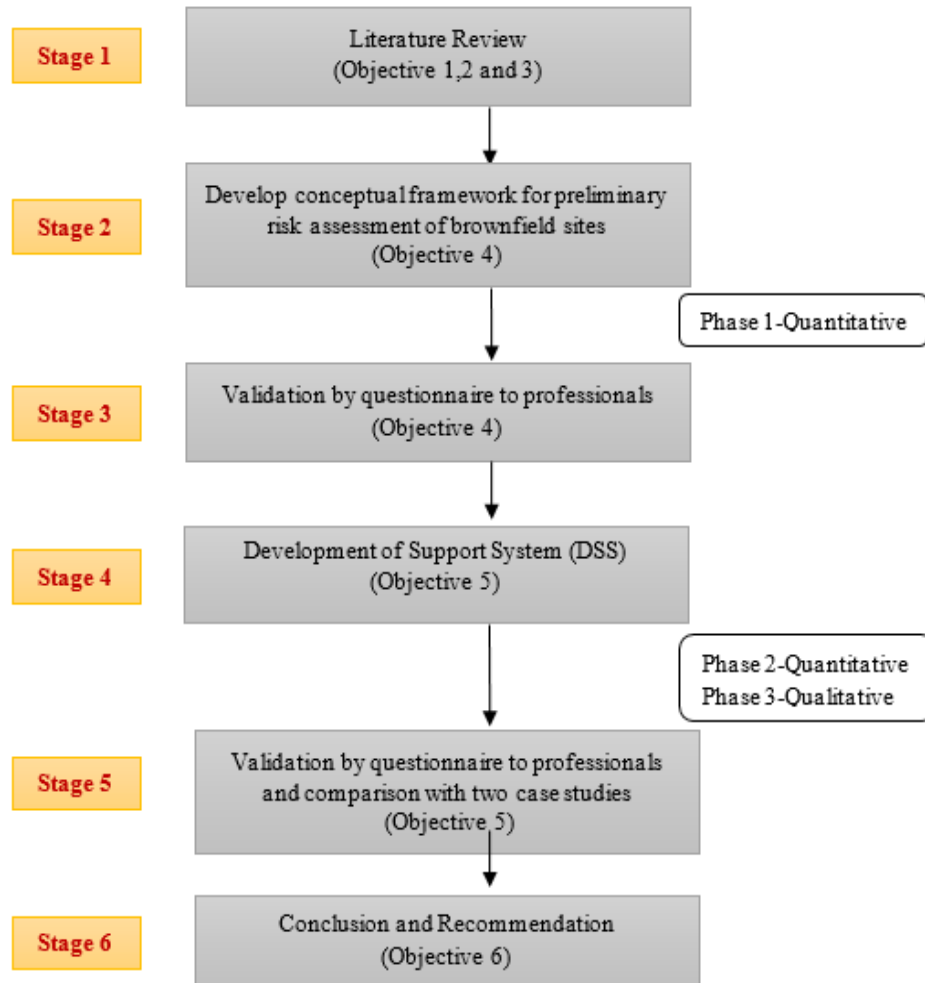 Stage 1
Literature Review
(Objective 1,2 and 3)
Stage 2
Develop conceptual framework for preliminary
risk assessment of brownfield sites
(Objective 4)
Phase 1-Quantitative
Stage 3
Validation by questionnaire to professionals
(Objective 4)
Stage 4
Development of Support System (DSS)
(Objective 5)
Phase 2-Quantitative
Phase 3-Qualitative
Stage 5
Validation by questionnaire to professionals
and comparison with two case studies
(Objective 5)
Stage 6
Conclusion and Recommendation
(Objective 6)